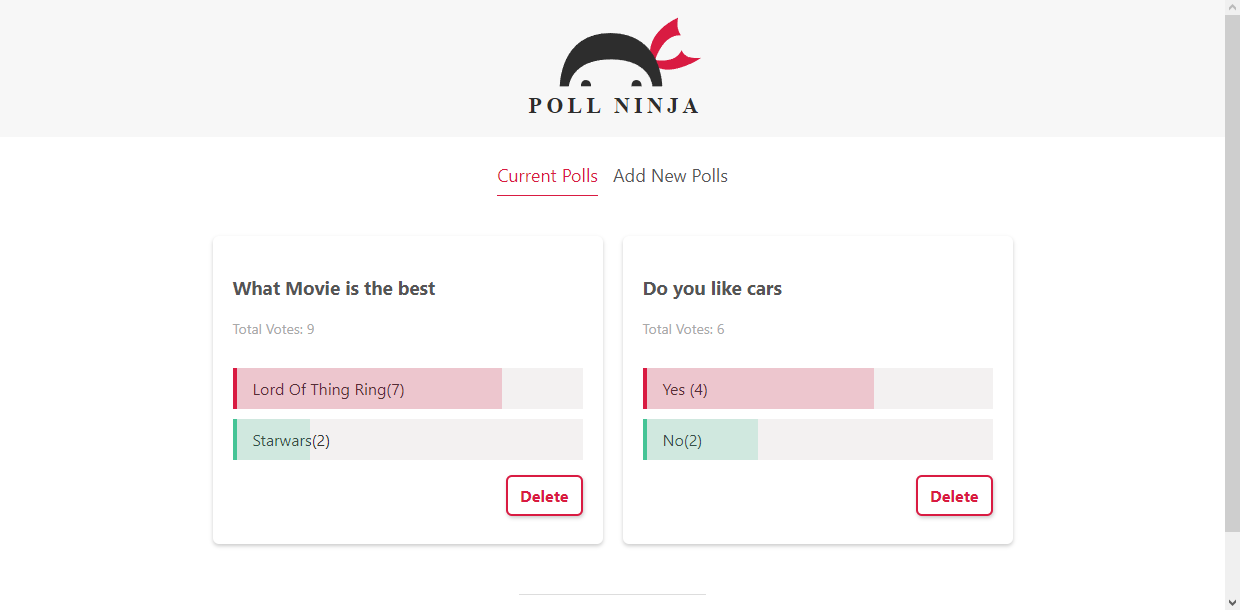 POLL NINJA
Current Polls Add New Polls
What Movie is the best
Total Votes: 9
Lord Of Thing Ring(7)
Starwars(2)
Delete
Do you like cars
Total Votes: 6
Yes (4)
No(2)
Delete